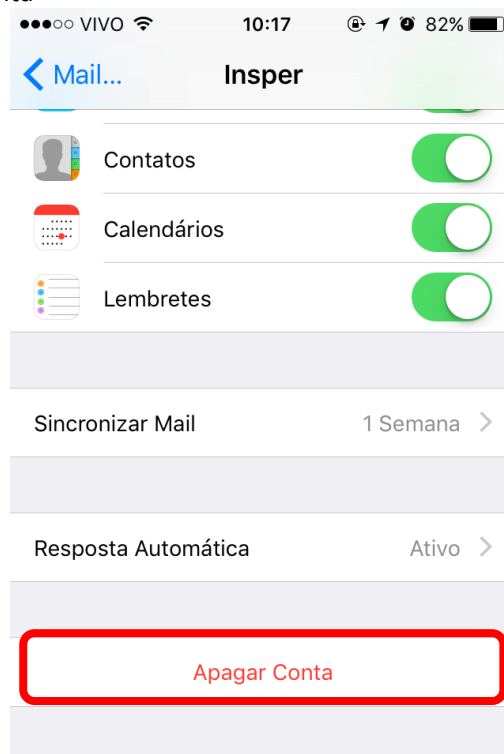 VIVO 10:17 82%
Mail... Insper
Contatos
Calendários
Lembretes
Sincronizar Mail 1 Semana
Resposta Automática Ativo
Apagar Conta